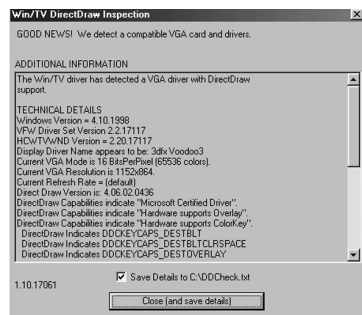 Win/TV DirectDraw Inspection
GOOD NEWS! We detect a compatible VGA card and drivers.
ADDITIONAL INFORMATION
The Win/TV driver has detected a VGA driver with DirectDraw
support.
TECHNICAL DETAILS
Windows Version = 4.10.1998
VFW Driver Set Version 2.2.17117
HCWTVWND Version = 2.20.17117
Display Driver Name appears to be: 3dfx Voodoo3
Current VGA Mode is 16 BitsPerPixel (65536 colors).
Current VGA Resolution is 1152x864.
Current Refresh Rate = (default)
Direct Draw Version is: 4.06.02.0436
DirectDraw Capabilities indicate "Microsoft Certified Driver".
DirectDraw Capabilities indicate "Hardware supports Overlay".
DirectDraw Capabilities indicate "Hardware supports ColorKey".
DirectDraw Indicates DDCKEYCAPS_DESTBLT
DirectDraw Indicates DDCKEYCAPS_DESTBLTCLRSPACE
DirectDraw Indicates DDCKEYCAPS_DESTOVERLAY
Save Details to C:\DDCheck.txt
1.10.17061
Close (and save details)